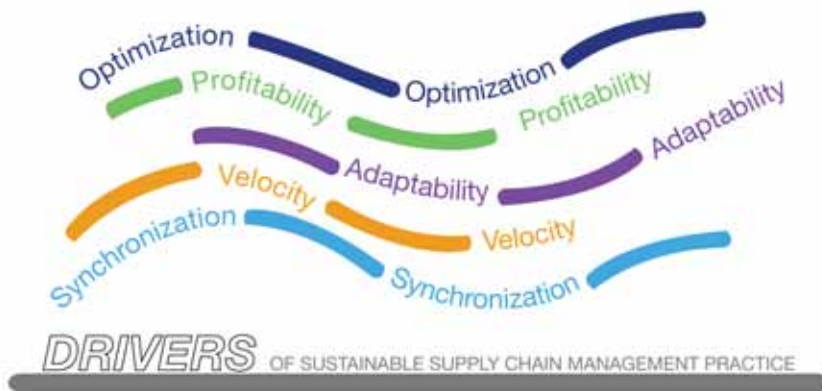 Optimization Optimization
Profitability Profitability
Adaptability Adaptability
Velocity Velocity
Synchronization Synchronization
DRIVERS OF SUSTAINABLE SUPPLY CHAIN MANAGEMENT PRACTICE